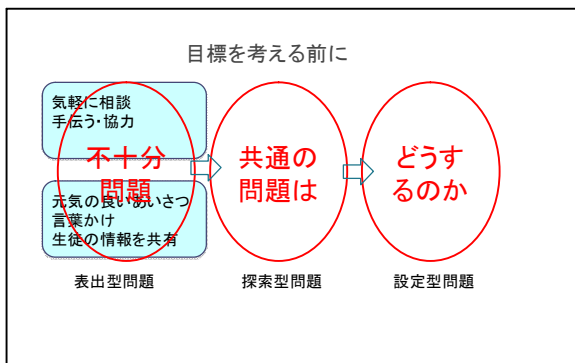 目標を考える前に
気軽に相談
手伝う・協力
不十分
問題
元気の良いあいさつ
言葉かけ
生徒の情報を共有
共通の
問題は
どうす
るのか
表出型問題
探索型問題
設定型問題